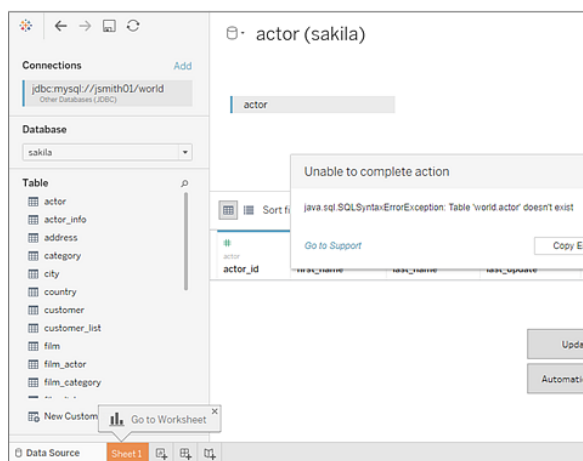 actor (sakila)
Connections
Add
jdbc:mysql://jsmith01/world
Other Databases (JDBC)
Database
sakila
Table
actor
actor_info
address
category
city
country
customer
customer_list
film
film_actor
film_category
New Custom
actor
Unable to complete action
java.sql.SQLSyntaxErrorException: Table 'world.actor' doesn't exist
Go to Support
Copy E
Sort fi
actor
actor_id
first_name
last_name
last_update
Upda
Automatic
Go to Worksheet
Data Source
Sheet 1